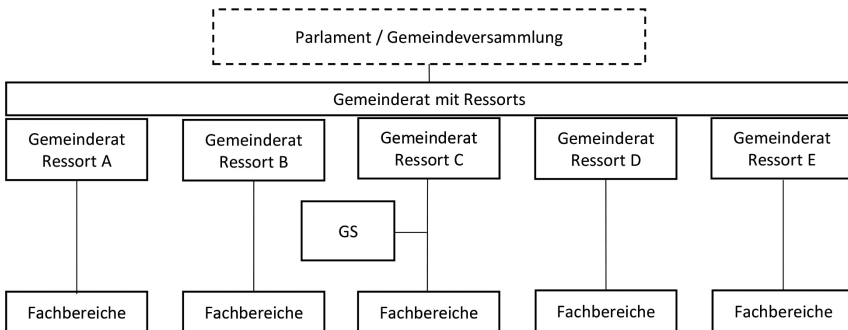 Parlament / Gemeindeversammlung
Gemeinderat mit Ressorts
Gemeinderat
Ressort A
Gemeinderat
Ressort B
Gemeinderat
Ressort C
Gemeinderat
Ressort D
Gemeinderat
Ressort E
GS
Fachbereiche
Fachbereiche
Fachbereiche
Fachbereiche
Fachbereiche